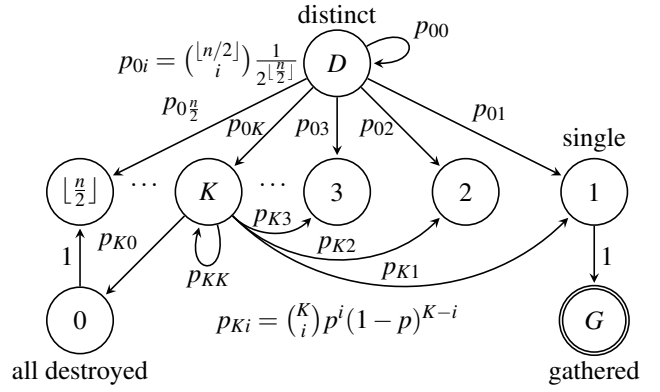 distinct
p_{00}
p_{0i} = \binom{\lfloor n/2 \rfloor}{i} \frac{1}{2^{\lfloor \frac{n}{2} \rfloor}}
D
p_{0\frac{n}{2}}
p_{0K}
p_{03}
p_{02}
p_{01}
single
⌊\frac{n}{2}⌋
···
K
···
3
2
1
p_{K3}
p_{K0}
p_{K2}
1
p_{KK}
p_{K1}
1
0
p_{Ki} = \binom{K}{i} p^i (1 − p)^{K−i}
G
all destroyed
gathered